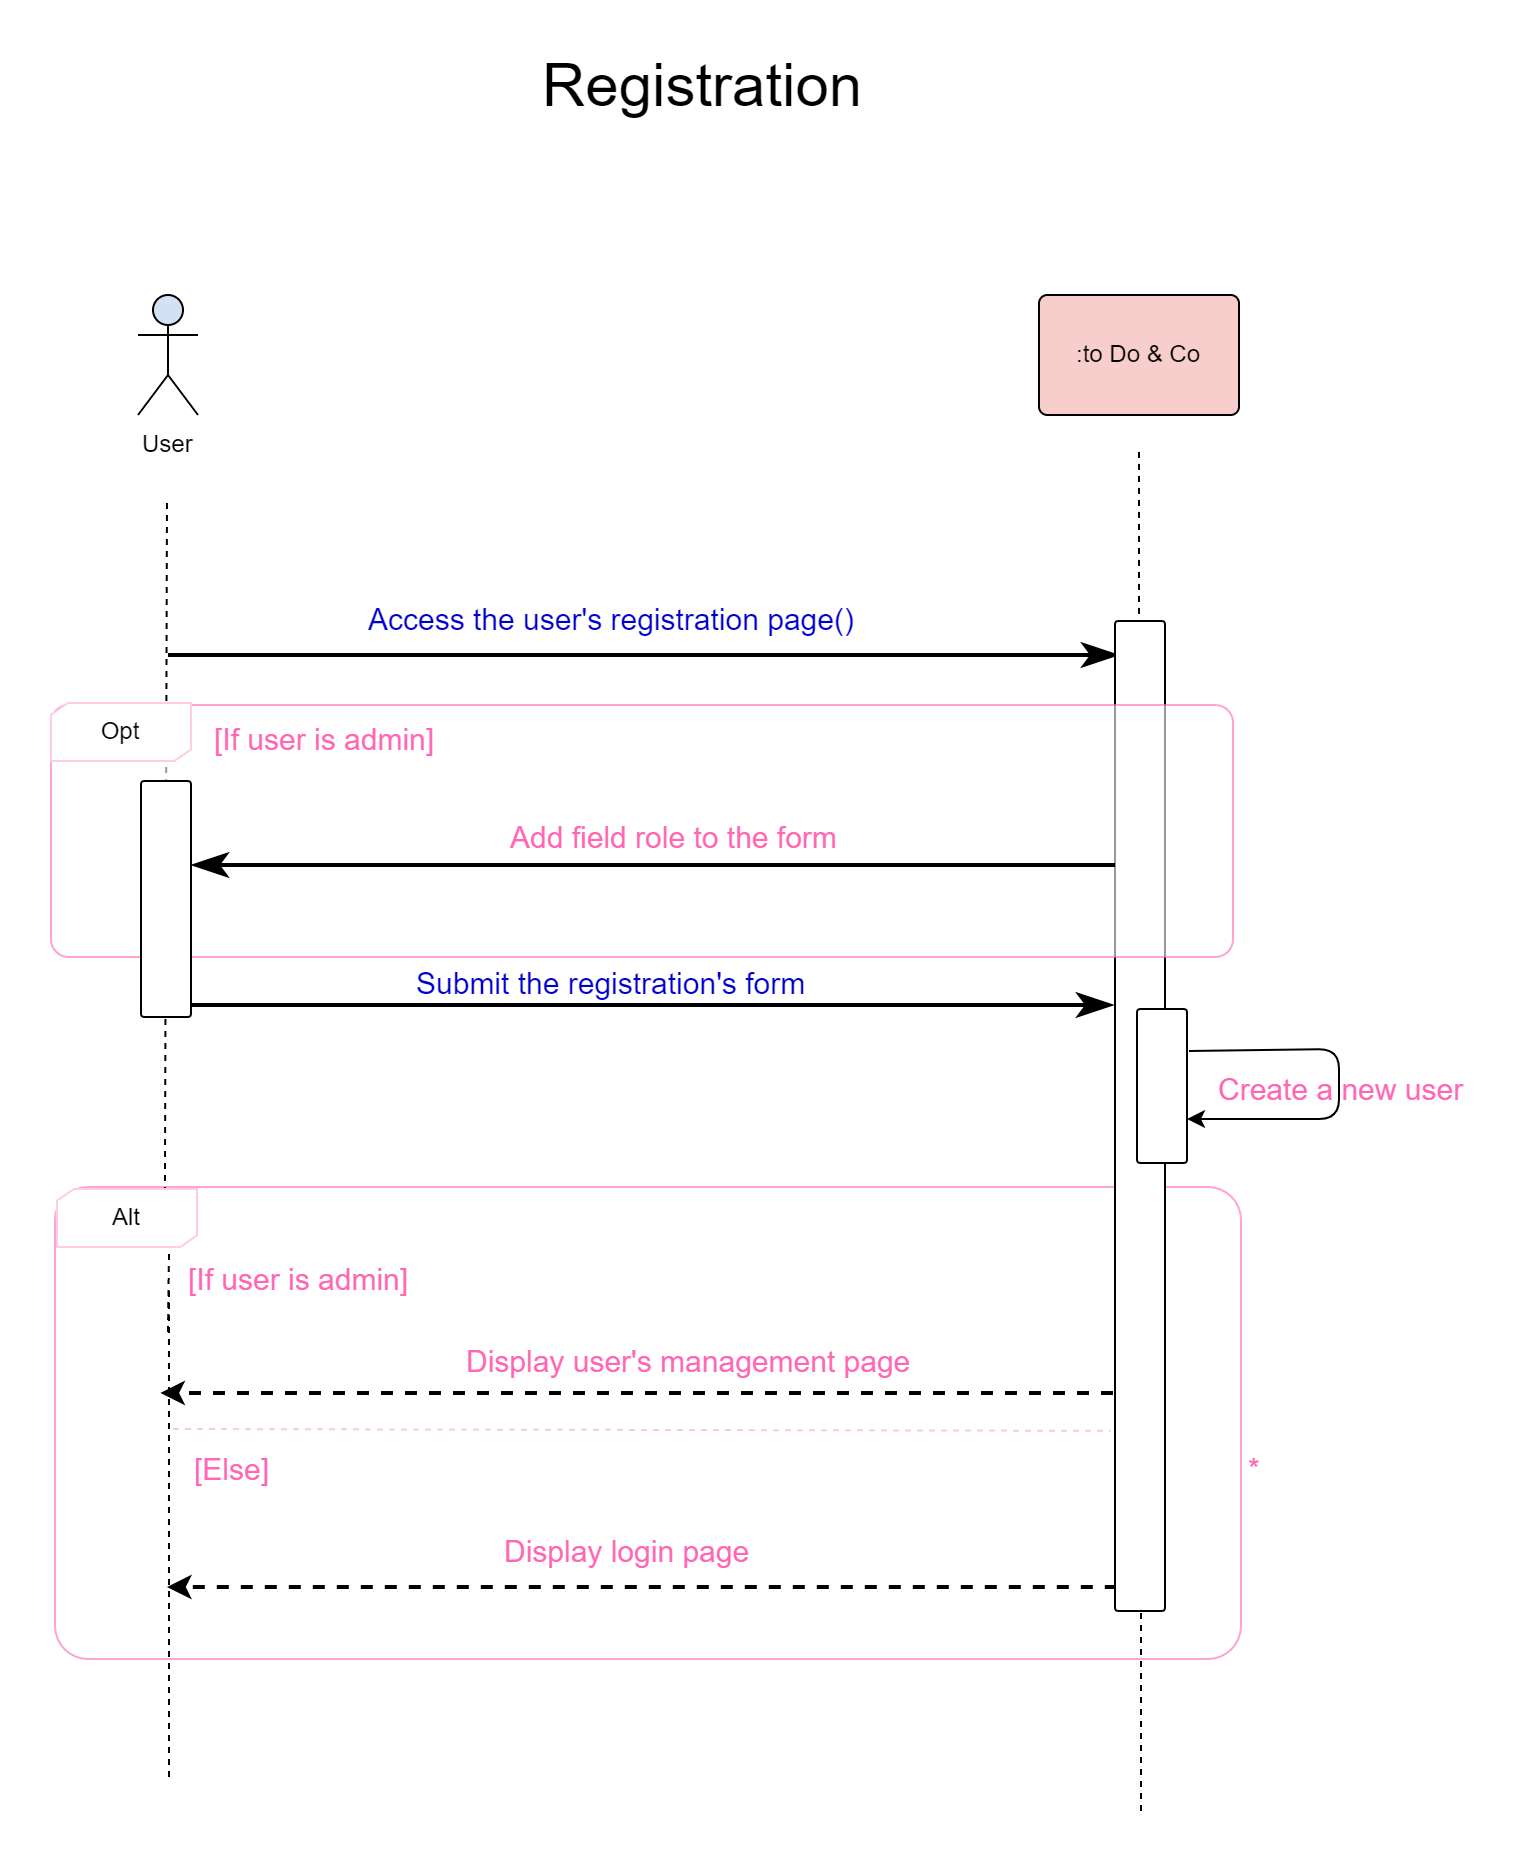 Registration
User
:to Do & Co
Access the user's registration page()
Opt
[If user is admin]
Add field role to the form
Submit the registration's form
Create a new user
Alt
[If user is admin]
Display user's management page
[Else]
*
Display login page